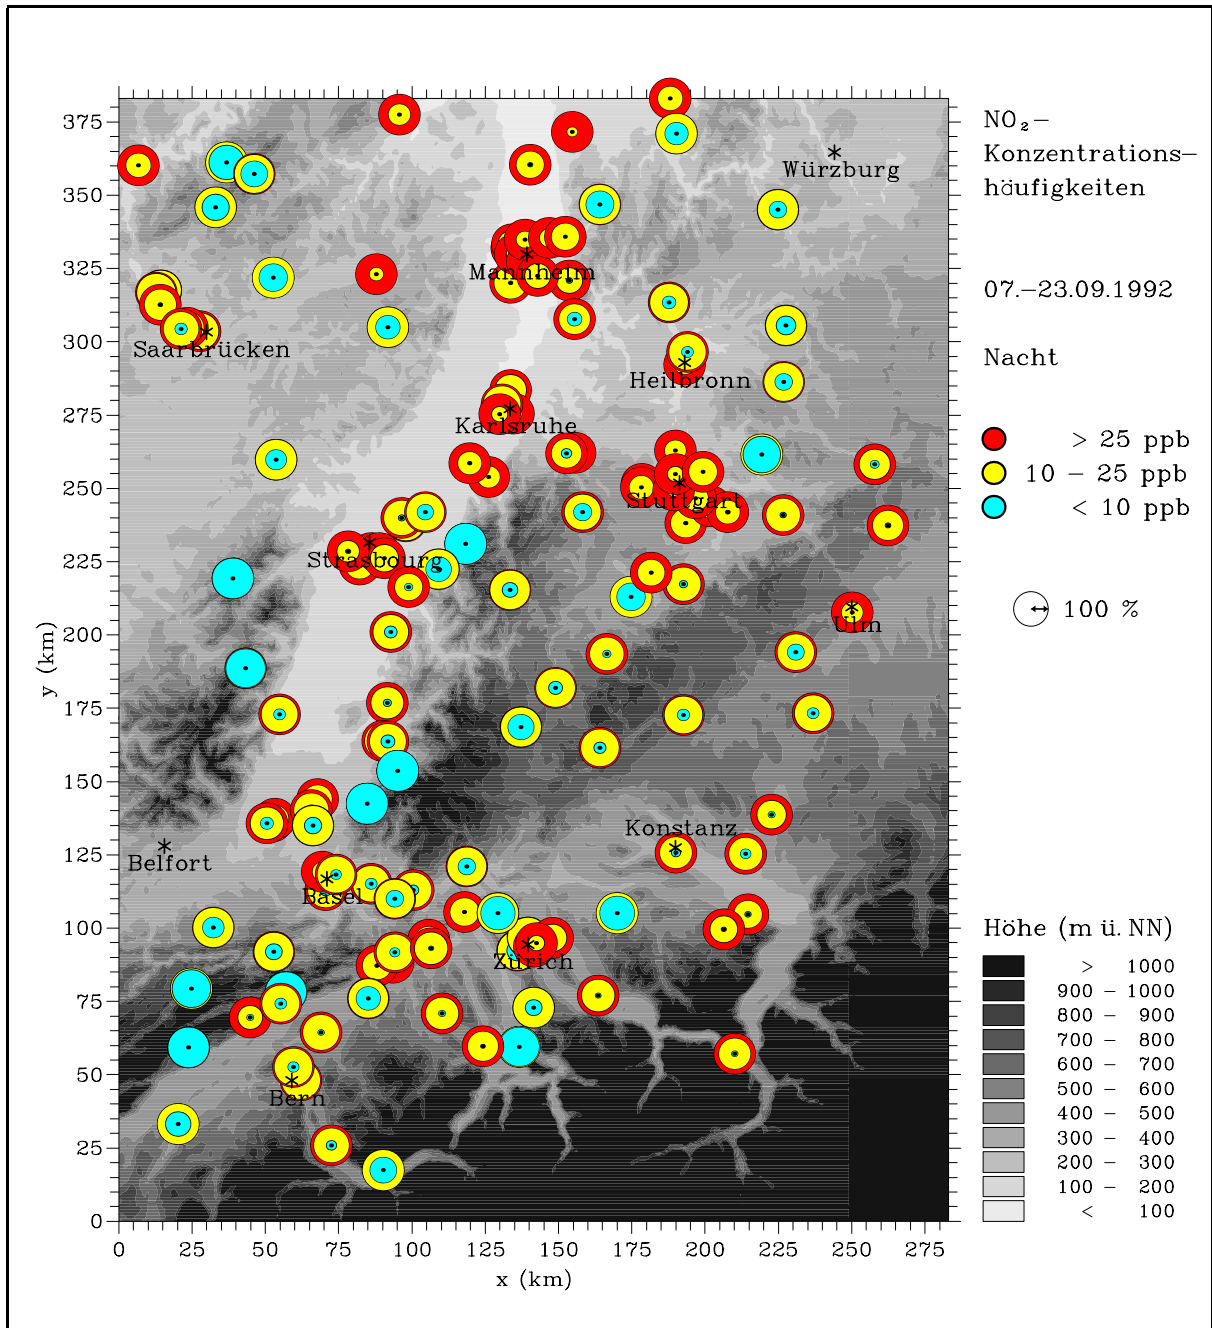 NO₂–
Konzentrations–
häufigkeiten
07.–23.09.1992
Nacht
> 25 ppb
10 – 25 ppb
< 10 ppb
100 %
Höhe (m ü. NN)
> 1000
900 – 1000
800 – 900
700 – 800
600 – 700
500 – 600
400 – 500
300 – 400
200 – 300
100 – 200
< 100
y (km)
375
350
325
300
275
250
225
200
175
150
125
100
75
50
25
0
0 25 50 75 100 125 150 175 200 225 250 275
x (km)
Würzburg
Mannheim
Saarbrücken
Heilbronn
Karlsruhe
Stuttgart
Strasbourg
Ulm
Konstanz
Belfort
Basel
Zürich
Bern